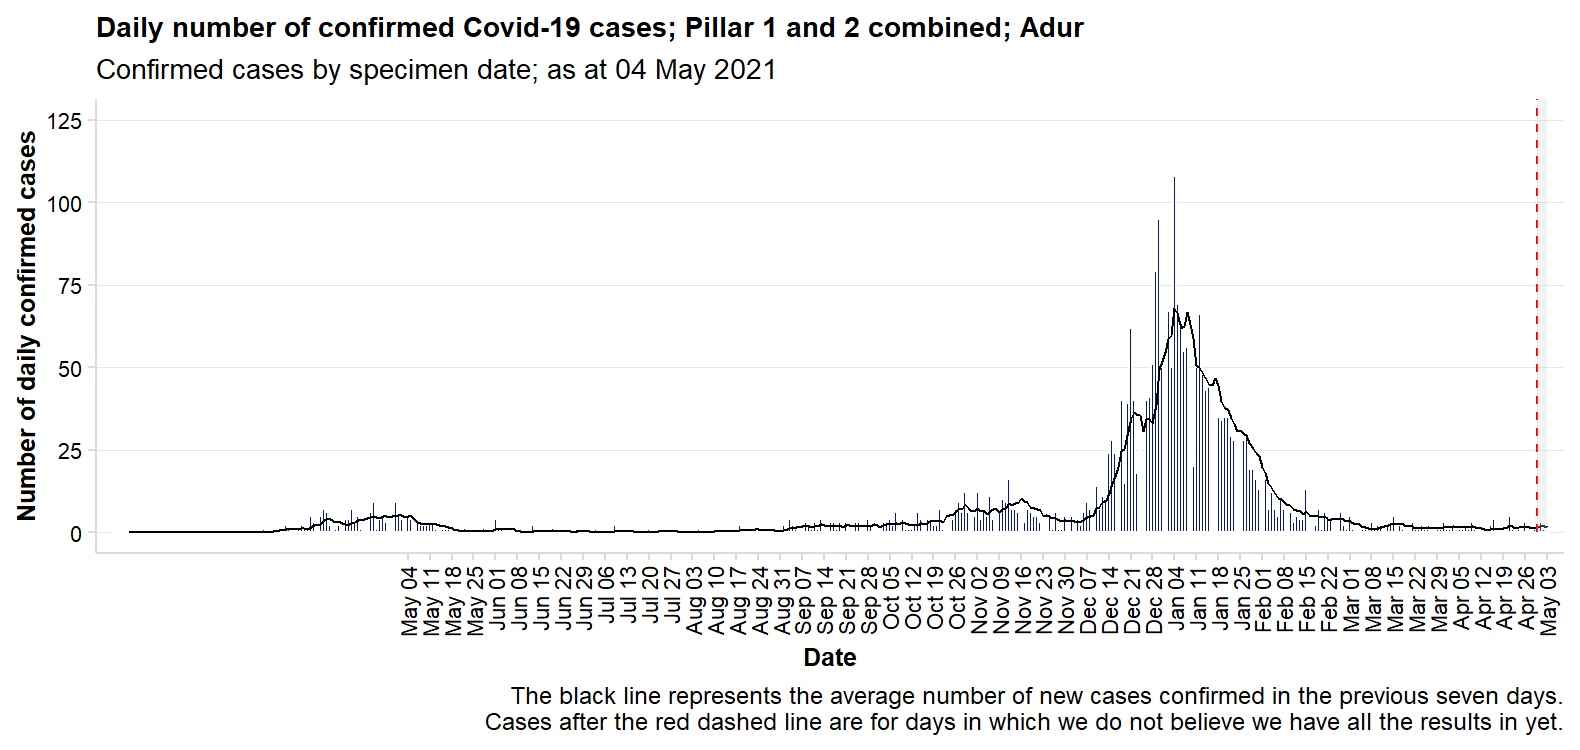 Daily number of confirmed Covid-19 cases; Pillar 1 and 2 combined; Adur
Confirmed cases by specimen date; as at 04 May 2021
Number of daily confirmed cases
125
100
75
50
25
0
May 04
May 11
May 18
May 25
Jun 01
Jun 08
Jun 15
Jun 22
Jun 29
Jul 06
Jul 13
Jul 20
Jul 27
Aug 03
Aug 10
Aug 17
Aug 24
Aug 31
Sep 07
Sep 14
Sep 21
Sep 28
Oct 05
Oct 12
Oct 19
Oct 26
Nov 02
Nov 09
Nov 16
Nov 23
Nov 30
Dec 07
Dec 14
Dec 21
Dec 28
Jan 04
Jan 11
Jan 18
Jan 25
Feb 01
Feb 08
Feb 15
Feb 22
Mar 01
Mar 08
Mar 15
Mar 22
Mar 29
Apr 05
Apr 12
Apr 19
Apr 26
May 03
Date
The black line represents the average number of new cases confirmed in the previous seven days.
Cases after the red dashed line are for days in which we do not believe we have all the results in yet.